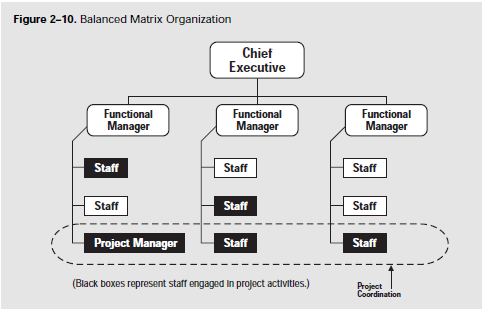 Figure 2–10. Balanced Matrix Organization
Chief
Executive
Functional
Manager
Functional
Manager
Functional
Manager
Staff
Staff
Staff
Staff
Staff
Staff
Project Manager
Staff
Staff
(Black boxes represent staff engaged in project activities.)
Project
Coordination